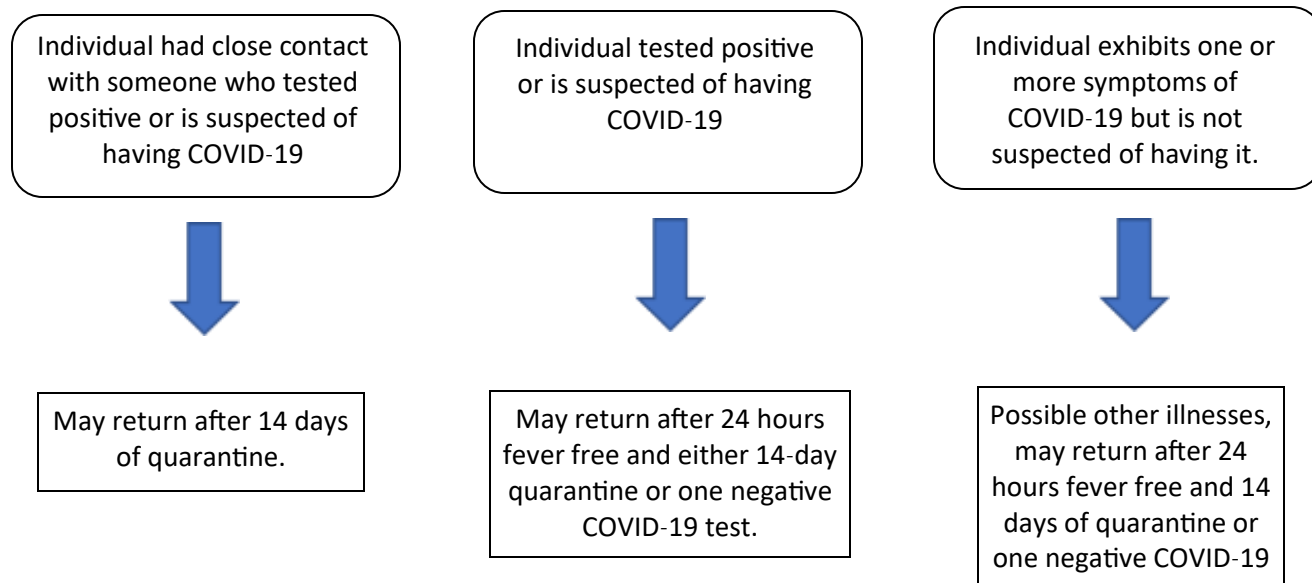 Individual had close contact
with someone who tested
positive or is suspected of
having COVID-19
Individual tested positive
or is suspected of having
COVID-19
Individual exhibits one or
more symptoms of
COVID-19 but is not
suspected of having it.
May return after 14 days
of quarantine.
May return after 24 hours
fever free and either 14-day
quarantine or one negative
COVID-19 test.
Possible other illnesses,
may return after 24
hours fever free and 14
days of quarantine or
one negative COVID-19